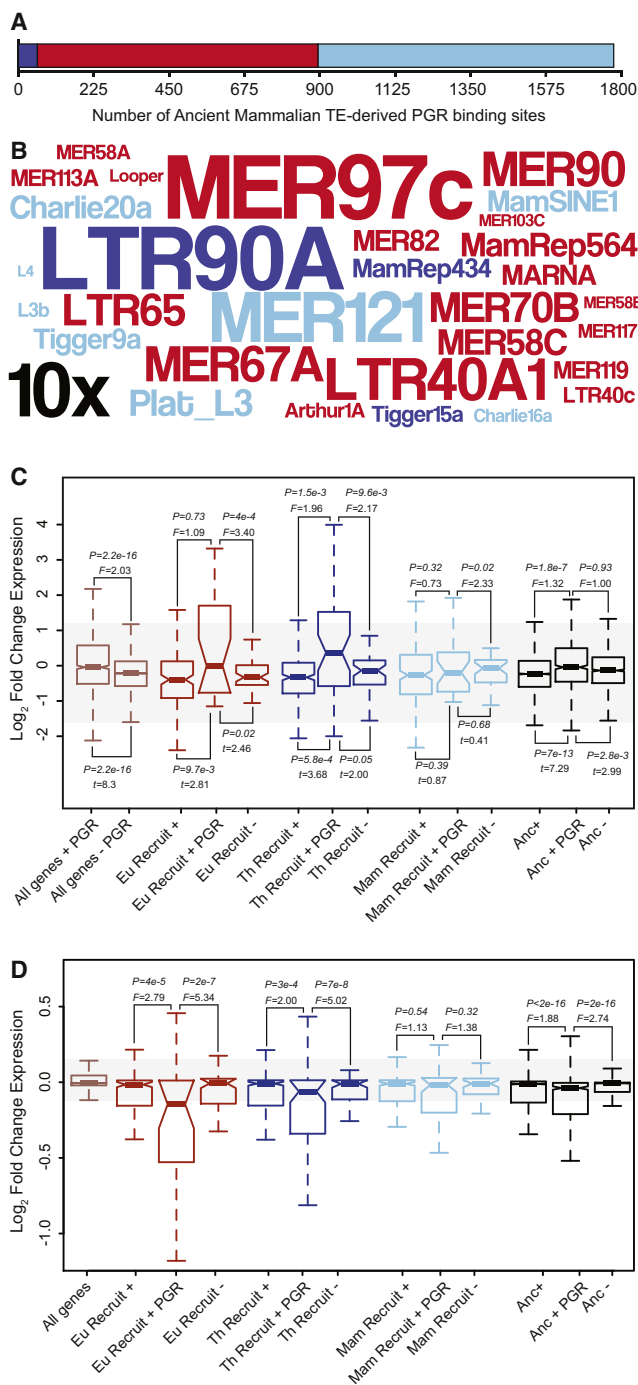 A
0 225 450 675 900 1125 1350 1575 1800
Number of Ancient Mammalian TE-derived PGR binding sites
B
MER58A
MER113A Looper MER97c MER90
Charlie20a MamSINE1
MER103C
LTR90A MER82 MamRep564
L4 MamRep434 MARNA
L3b LTR65 MER121 MER70B MER58B
Tigger9a MER58C MER117
10x MER67A LTR40A1 MER119
Plat_L3 LTR40c
Arthur1A Tigger15a Charlie16a
C
Log2 Fold Change Expression
4
3
2
1
0
-1
-2
P=2.2e-16
F=2.03
P=0.73
F=1.09
P=4e-4
F=3.40
P=1.5e-3
F=1.96
P=9.6e-3
F=2.17
P=0.32
F=0.73
P=0.02
F=2.33
P=1.8e-7
F=1.32
P=0.93
F=1.00
P=2.2e-16
t=8.3
P=9.7e-3
t=2.81
P=0.02
t=2.46
P=5.8e-4
t=3.68
P=0.05
t=2.00
P=0.39
t=0.87
P=0.68
t=0.41
P=7e-13
t=7.29
P=2.8e-3
t=2.99
All genes + PGR
All genes - PGR
Eu Recruit +
Eu Recruit + PGR
Eu Recruit -
Th Recruit +
Th Recruit + PGR
Th Recruit -
Mam Recruit +
Mam Recruit + PGR
Mam Recruit -
Anc+
Anc + PGR
Anc -
D
Log2 Fold Change Expression
0.5
0.0
-0.5
-1.0
P=4e-5
F=2.79
P=2e-7
F=5.34
P=3e-4
F=2.00
P=7e-8
F=5.02
P=0.54
F=1.13
P=0.32
F=1.38
P<2e-16
F=1.88
P=2e-16
F=2.74
All genes
Eu Recruit +
Eu Recruit + PGR
Eu Recruit -
Th Recruit +
Th Recruit + PGR
Th Recruit -
Mam Recruit +
Mam Recruit + PGR
Mam Recruit -
Anc+
Anc + PGR
Anc -